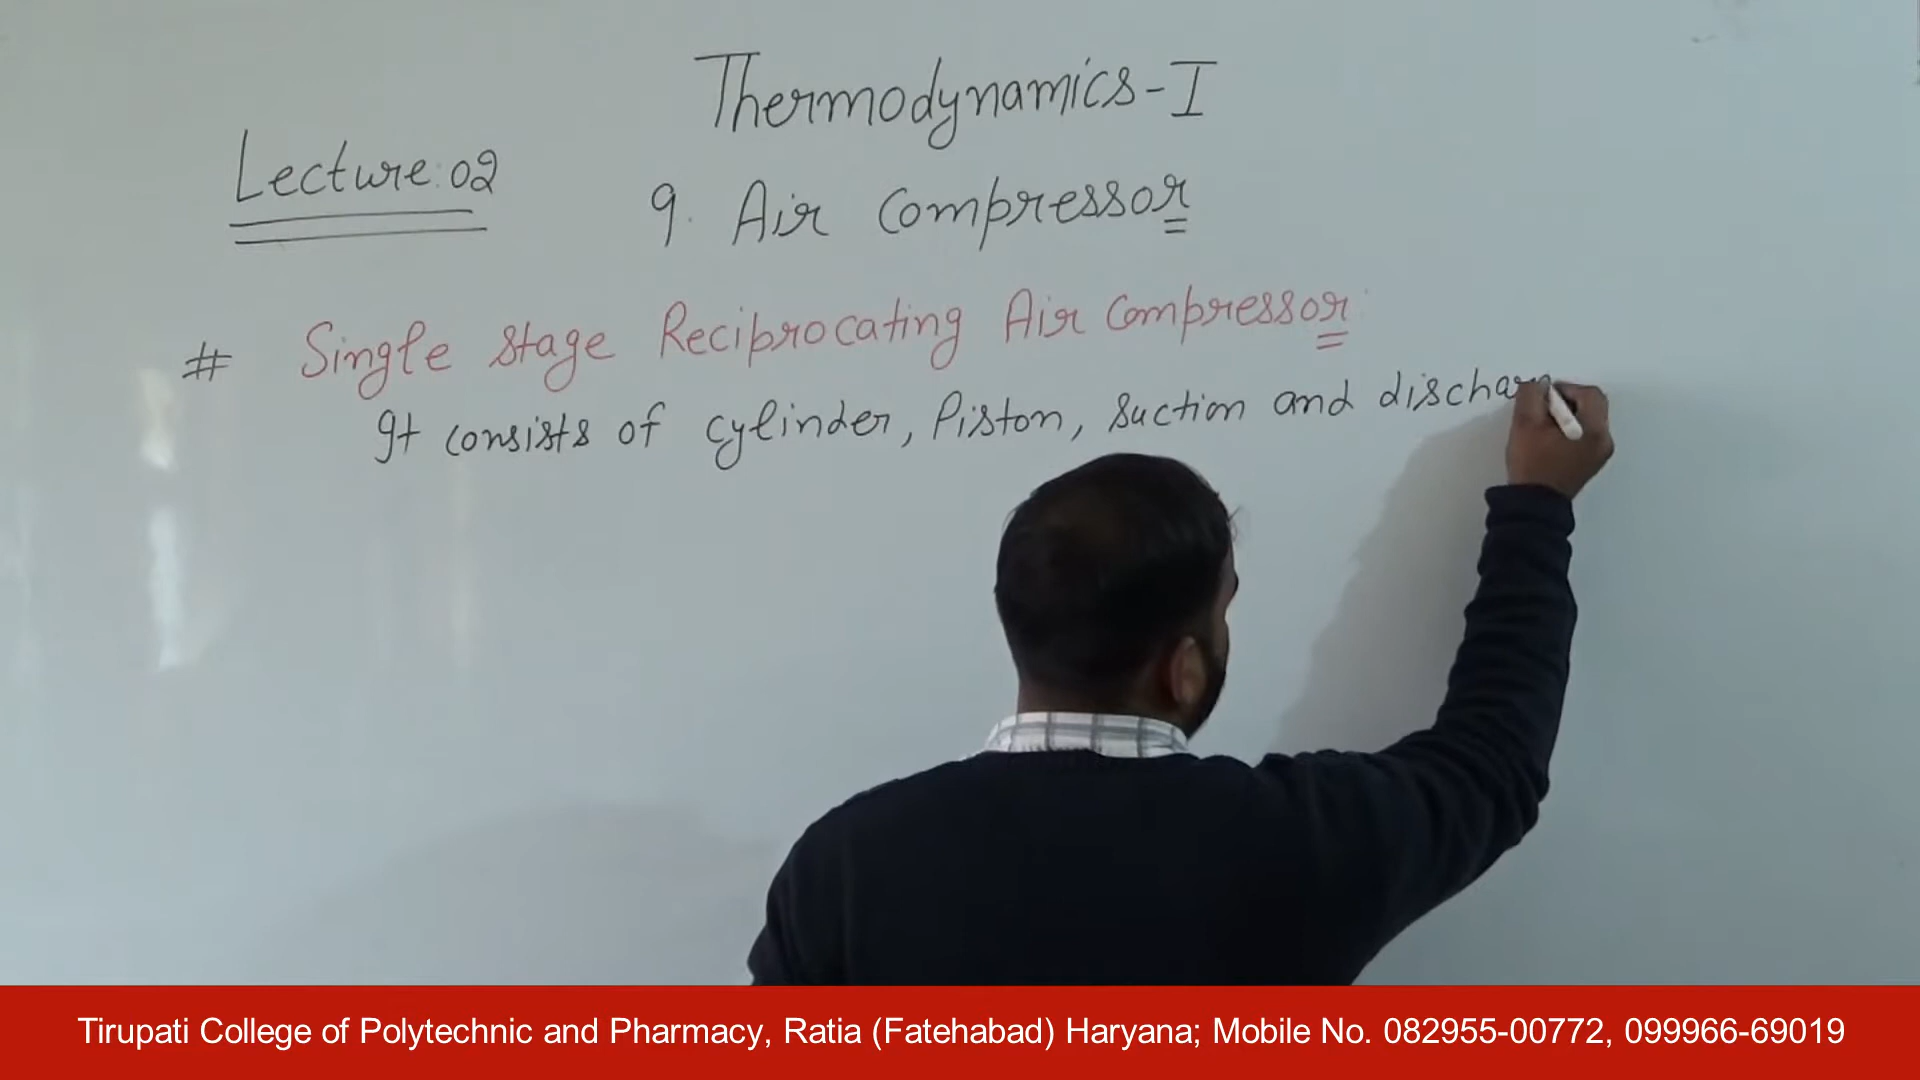 Thermodynamics-I
Lecture:02
9. Air Compressor
# Single Stage Reciprocating Air Compressor:
It consists of cylinder, Piston, Suction and
Tirupati College of Polytechnic and Pharmacy, Ratia (Fatehabad) Haryana; Mobile No. 082955-00772, 099966-69019